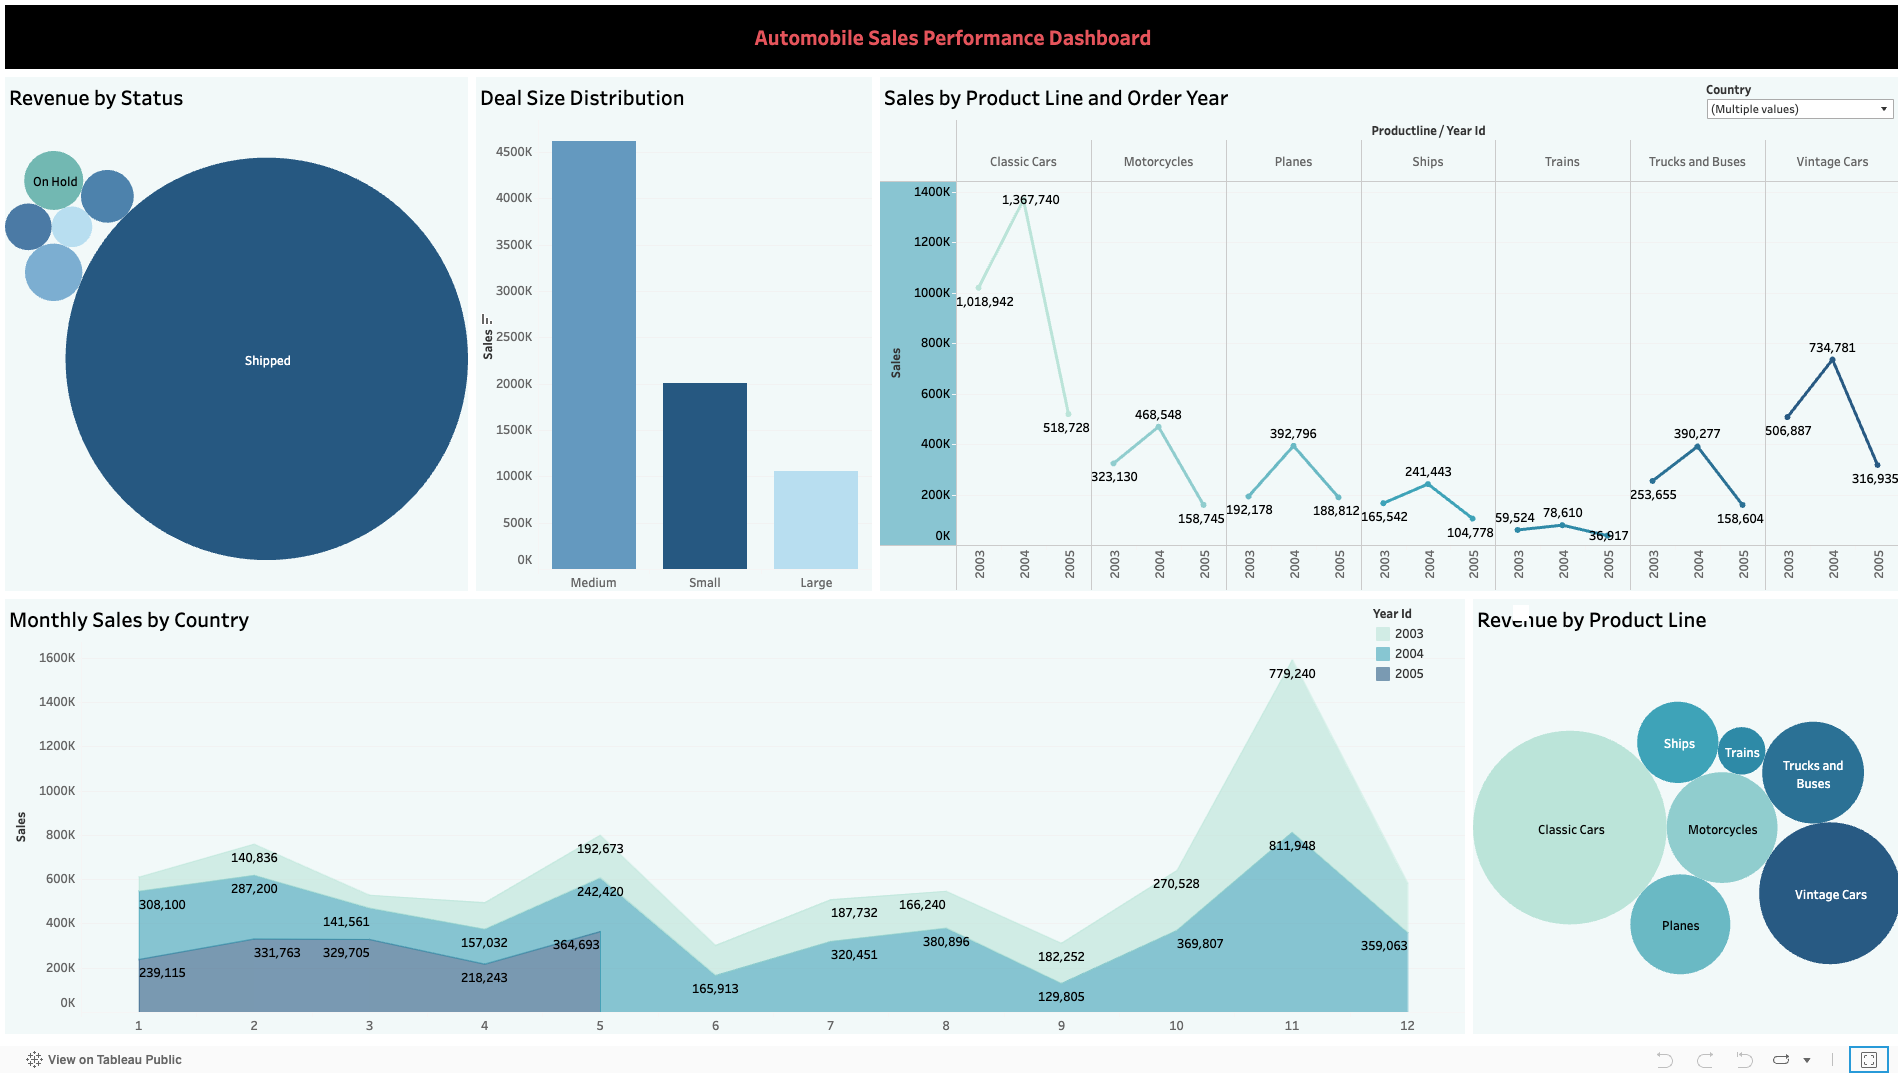 Automobile Sales Performance Dashboard
Revenue by Status
On Hold
Shipped
Deal Size Distribution
Sales
4500K
4000K
3500K
3000K
2500K
2000K
1500K
1000K
500K
0K
Medium Small Large
Sales by Product Line and Order Year
Country
(Multiple values)
Productline / Year Id
Classic Cars Motorcycles Planes Ships Trains Trucks and Buses Vintage Cars
Sales
1400K
1200K
1000K
800K
600K
400K
200K
0K
1,018,942 1,367,740 518,728
323,130 468,548 158,745
192,178 392,796 188,812
165,542 241,443 104,778
59,524 78,610 36,917
253,655 390,277 158,604
506,887 734,781 316,935
2003 2004 2005 2003 2004 2005 2003 2004 2005 2003 2004 2005 2003 2004 2005 2003 2004 2005 2003 2004 2005
Monthly Sales by Country
Year Id
2003
2004
2005
Sales
1600K
1400K
1200K
1000K
800K
600K
400K
200K
0K
140,836 192,673 187,732 166,240 182,252 270,528 779,240
308,100 287,200 141,561 157,032 242,420 165,913 320,451 380,896 129,805 369,807 811,948 359,063
239,115 331,763 329,705 218,243 364,693
1 2 3 4 5 6 7 8 9 10 11 12
Revenue by Product Line
Ships
Trains
Trucks and
Buses
Classic Cars
Motorcycles
Vintage Cars
Planes
View on Tableau Public